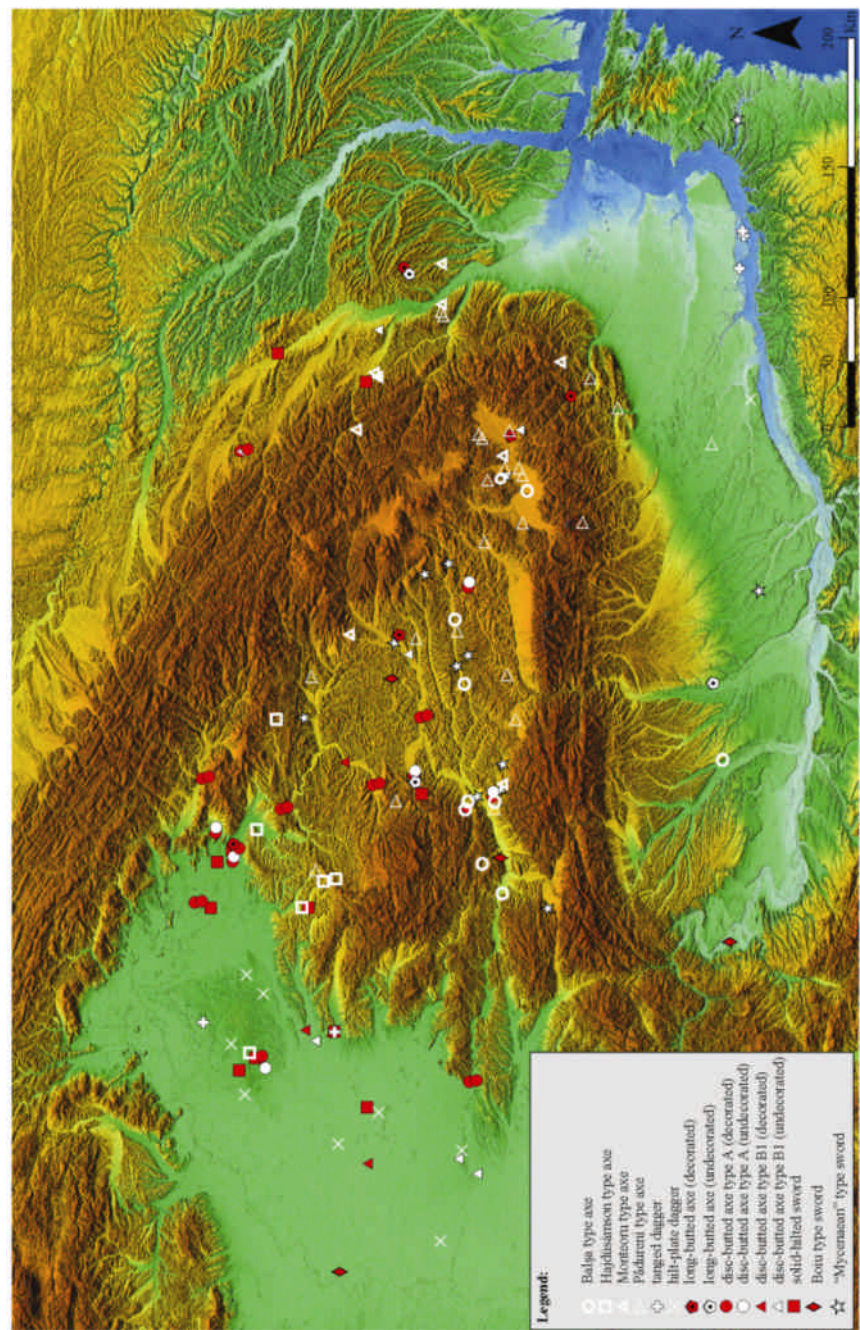 N
200
150
100
50
km
Legend:
Balşa type axe
Hajdúsámson type axe
Monteoru type axe
Pădureni type axe
tanged dagger
hilt-plate dagger
long-butted axe (decorated)
long-butted axe (undecorated)
disc-butted axe type A (decorated)
disc-butted axe type A (undecorated)
disc-butted axe type B1 (decorated)
disc-butted axe type B1 (undecorated)
solid-hilted sword
Boiu type sword
"Mycenaean" type sword